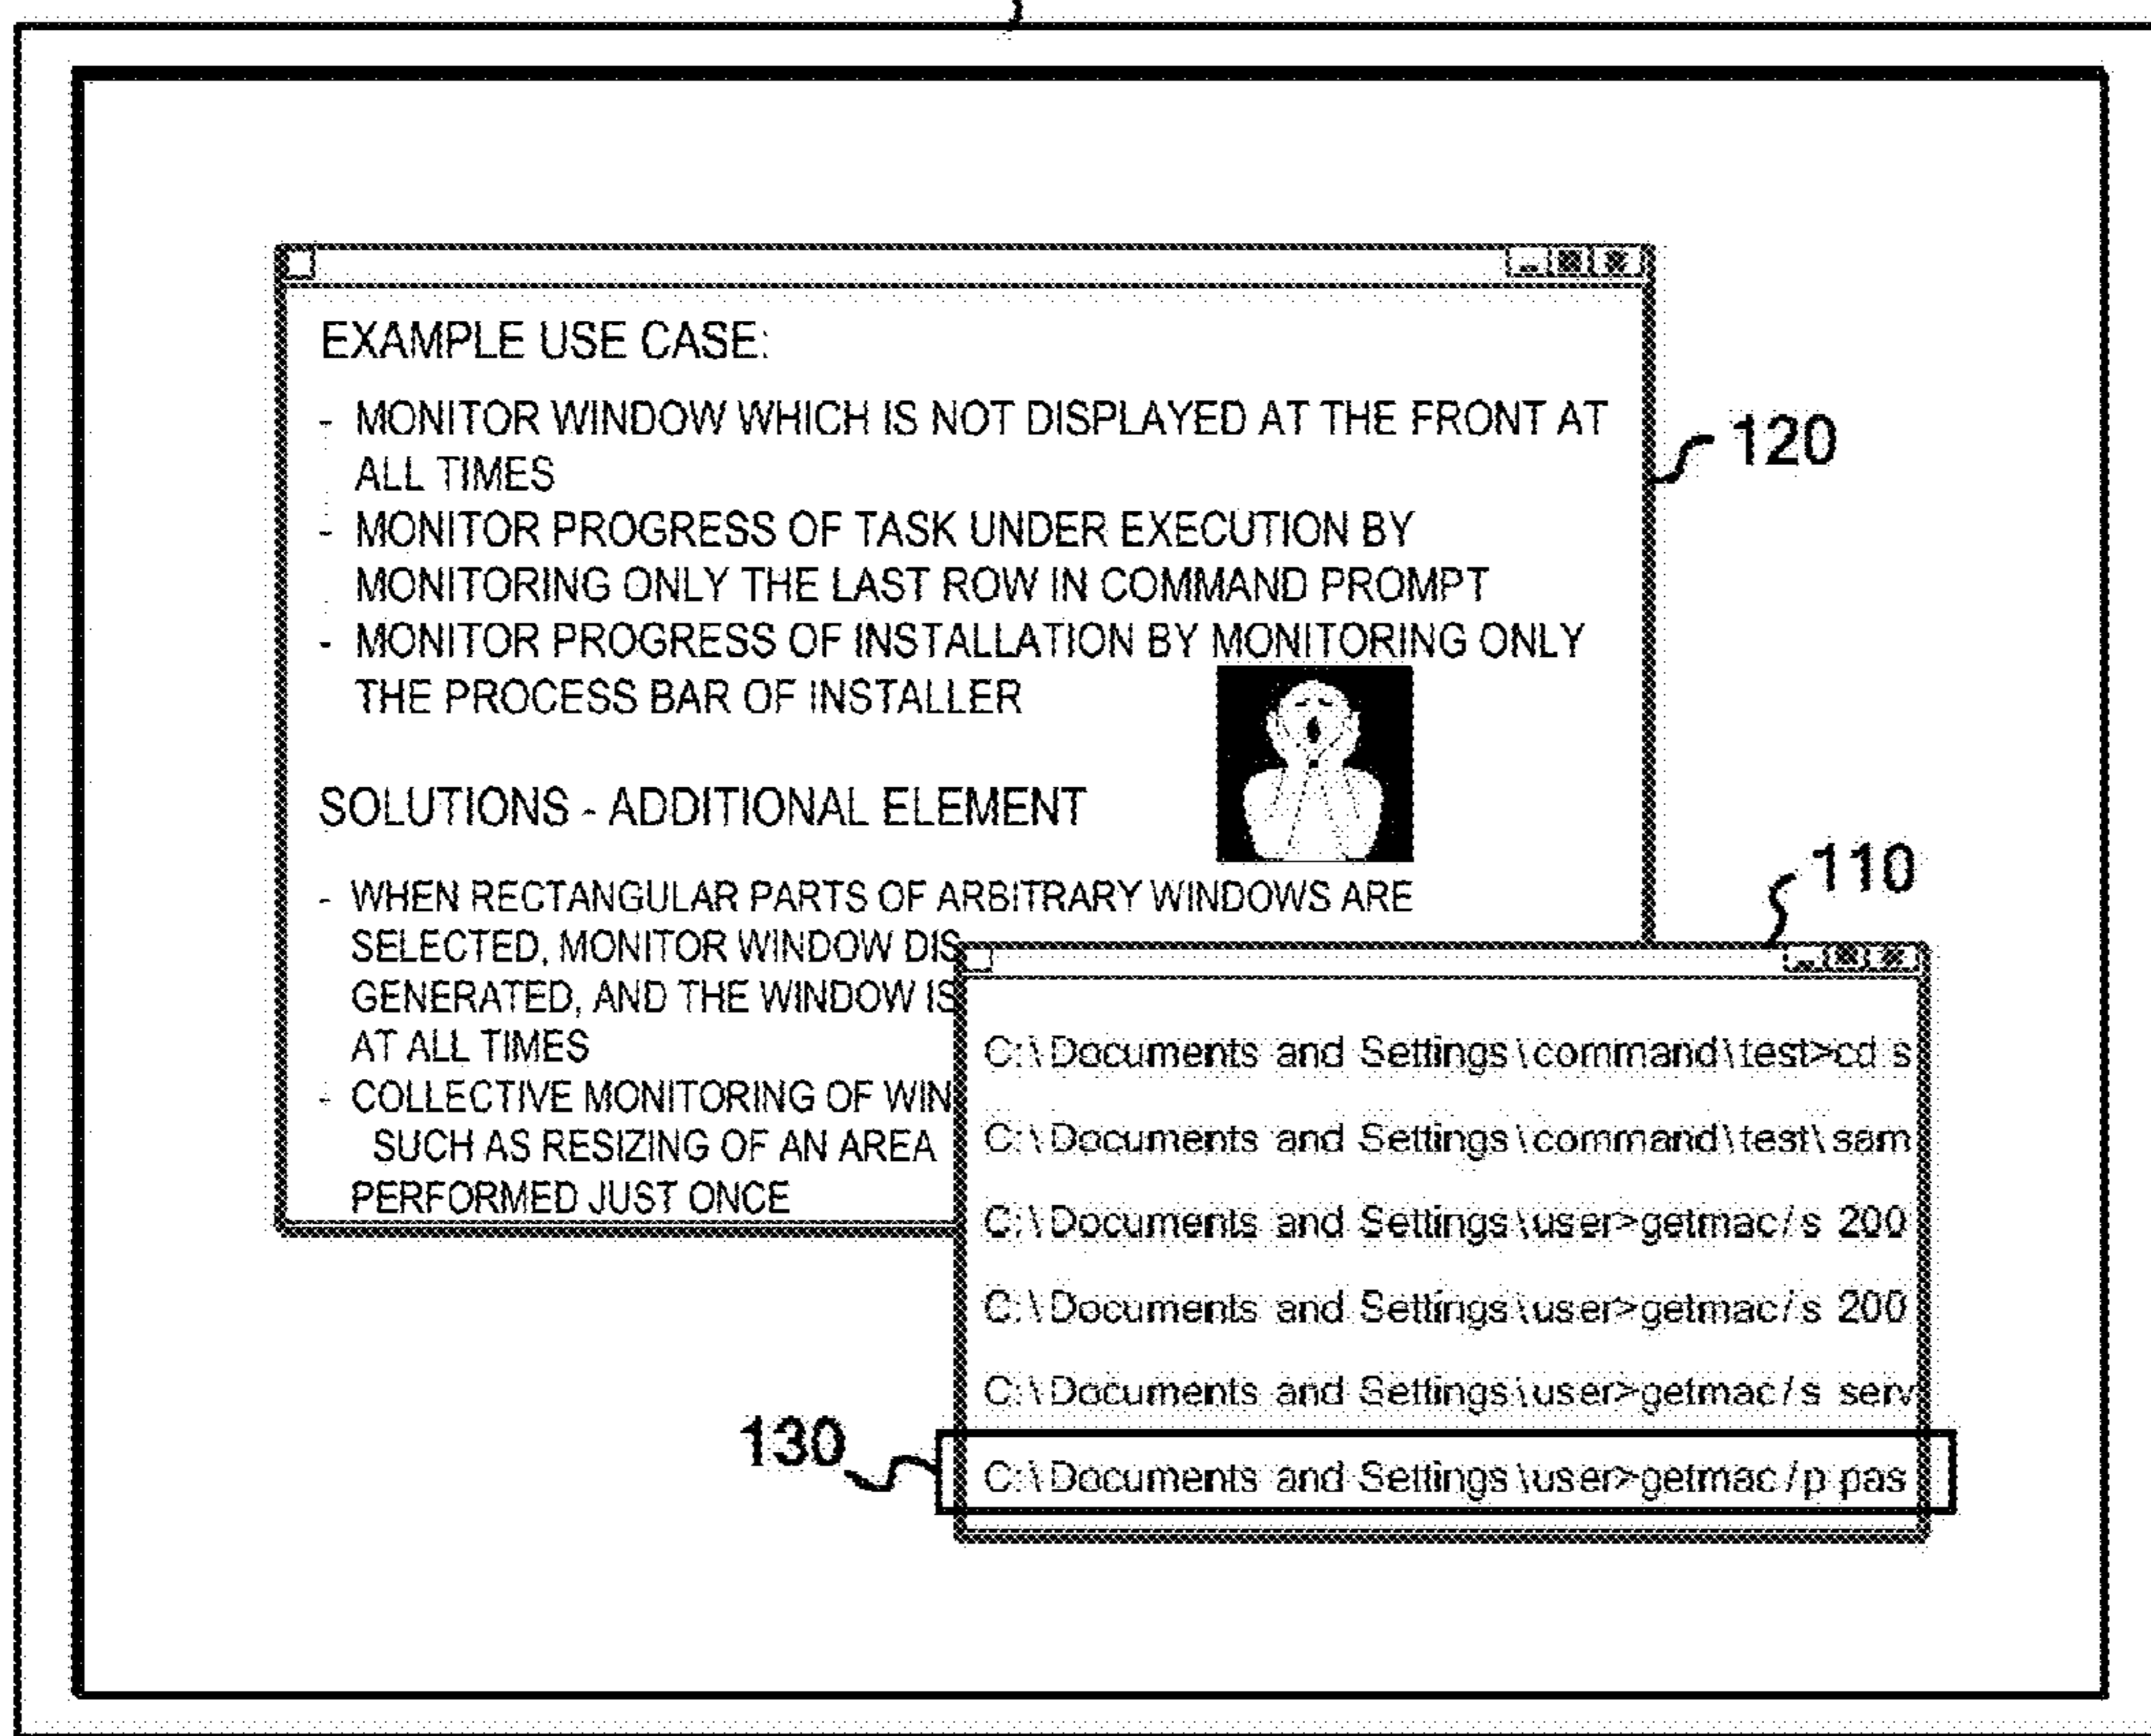 EXAMPLE USE CASE:
- MONITOR WINDOW WHICH IS NOT DISPLAYED AT THE FRONT AT
ALL TIMES
- MONITOR PROGRESS OF TASK UNDER EXECUTION BY
MONITORING ONLY THE LAST ROW IN COMMAND PROMPT
- MONITOR PROGRESS OF INSTALLATION BY MONITORING ONLY
THE PROCESS BAR OF INSTALLER
SOLUTIONS - ADDITIONAL ELEMENT
- WHEN RECTANGULAR PARTS OF ARBITRARY WINDOWS ARE
SELECTED, MONITOR WINDOW DIS
GENERATED, AND THE WINDOW IS
AT ALL TIMES
- COLLECTIVE MONITORING OF WIN
SUCH AS RESIZING OF AN AREA
PERFORMED JUST ONCE
120
110
C:\Documents and Settings\command\test>cd s
C:\Documents and Settings\command\test\sam
C:\Documents and Settings\user>getmac/s 200
C:\Documents and Settings\user>getmac/s 200
C:\Documents and Settings\user>getmac/s serv
130
C:\Documents and Settings\user>getmac/p pas